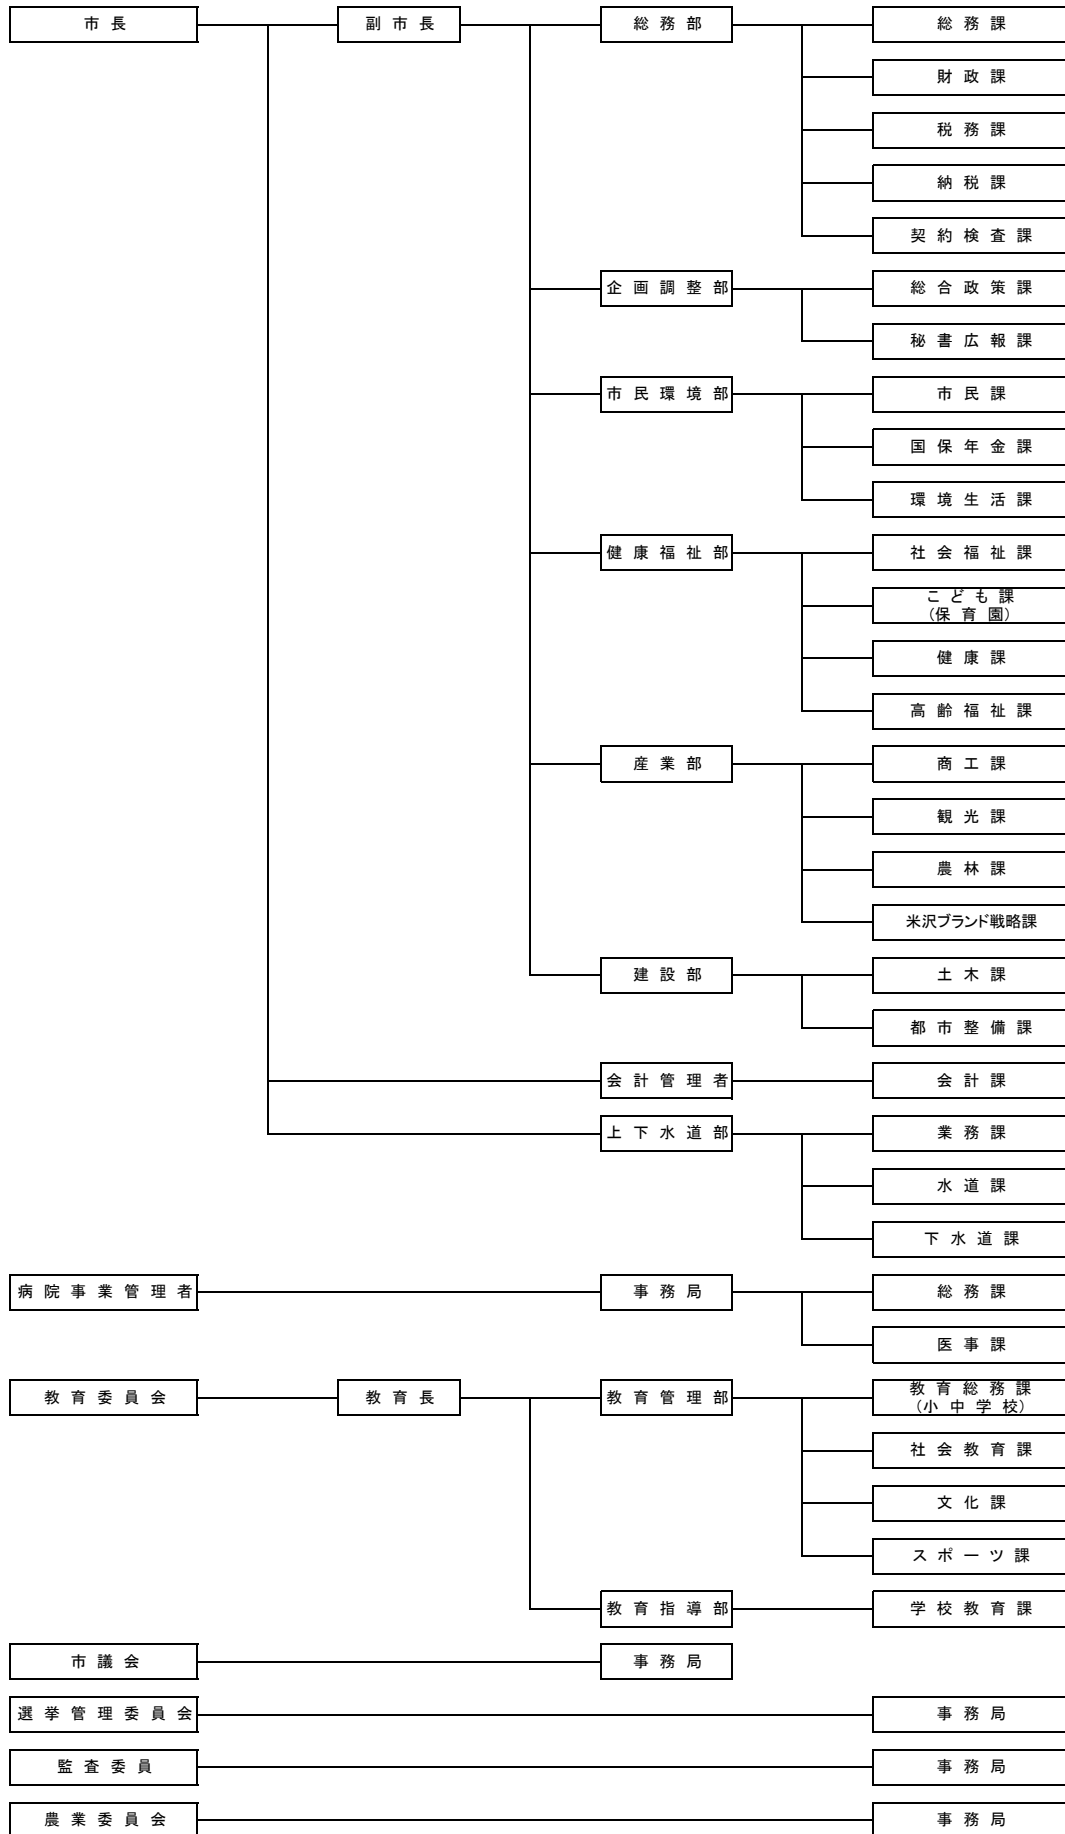 市長
副市長
総務部
総務課
財政課
税務課
納税課
契約検査課
企画調整部
総合政策課
秘書広報課
市民環境部
市民課
国保年金課
環境生活課
健康福祉部
社会福祉課
こども課
（保育園）
健康課
高齢福祉課
産業部
商工課
観光課
農林課
米沢ブランド戦略課
建設部
土木課
都市整備課
会計管理者
会計課
上下水道部
業務課
水道課
下水道課
病院事業管理者
事務局
総務課
医事課
教育委員会
教育長
教育管理部
教育総務課
（小中学校）
社会教育課
文化課
スポーツ課
教育指導部
学校教育課
市議会
事務局
選挙管理委員会
事務局
監査委員
事務局
農業委員会
事務局